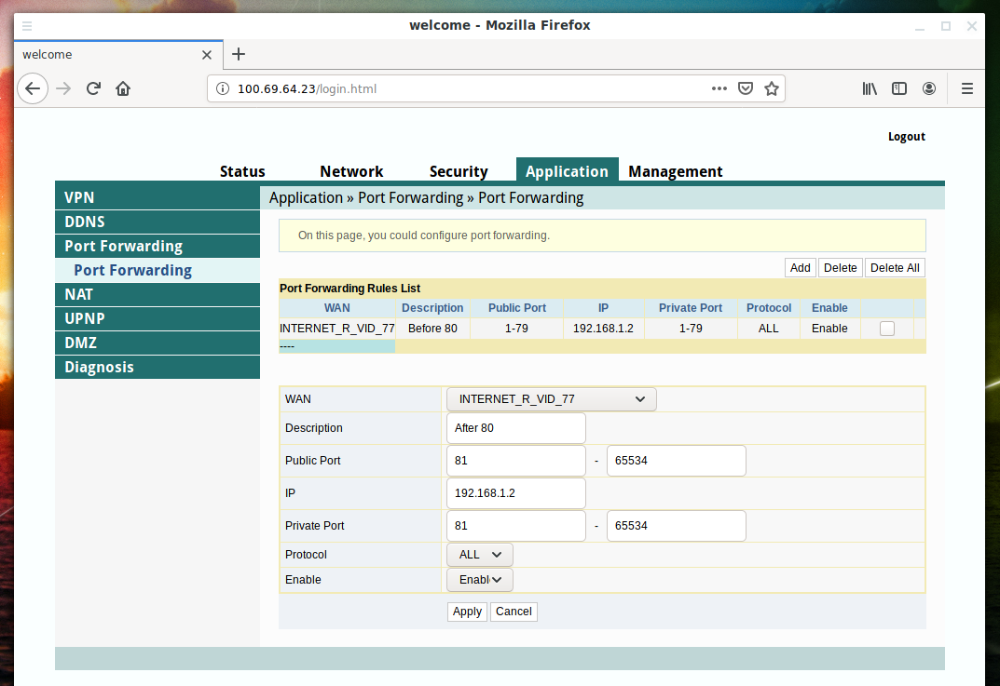 welcome - Mozilla Firefox
welcome
100.69.64.23/login.html
Logout
Status Network Security Application Management
VPN
DDNS
Port Forwarding
Port Forwarding
NAT
UPNP
DMZ
Diagnosis
Application » Port Forwarding » Port Forwarding
On this page, you could configure port forwarding.
Add Delete Delete All
Port Forwarding Rules List
WAN Description Public Port IP Private Port Protocol Enable
INTERNET_R_VID_77 Before 80 1-79 192.168.1.2 1-79 ALL Enable
----
WAN INTERNET_R_VID_77
Description After 80
Public Port 81 - 65534
IP 192.168.1.2
Private Port 81 - 65534
Protocol ALL
Enable Enabl
Apply Cancel